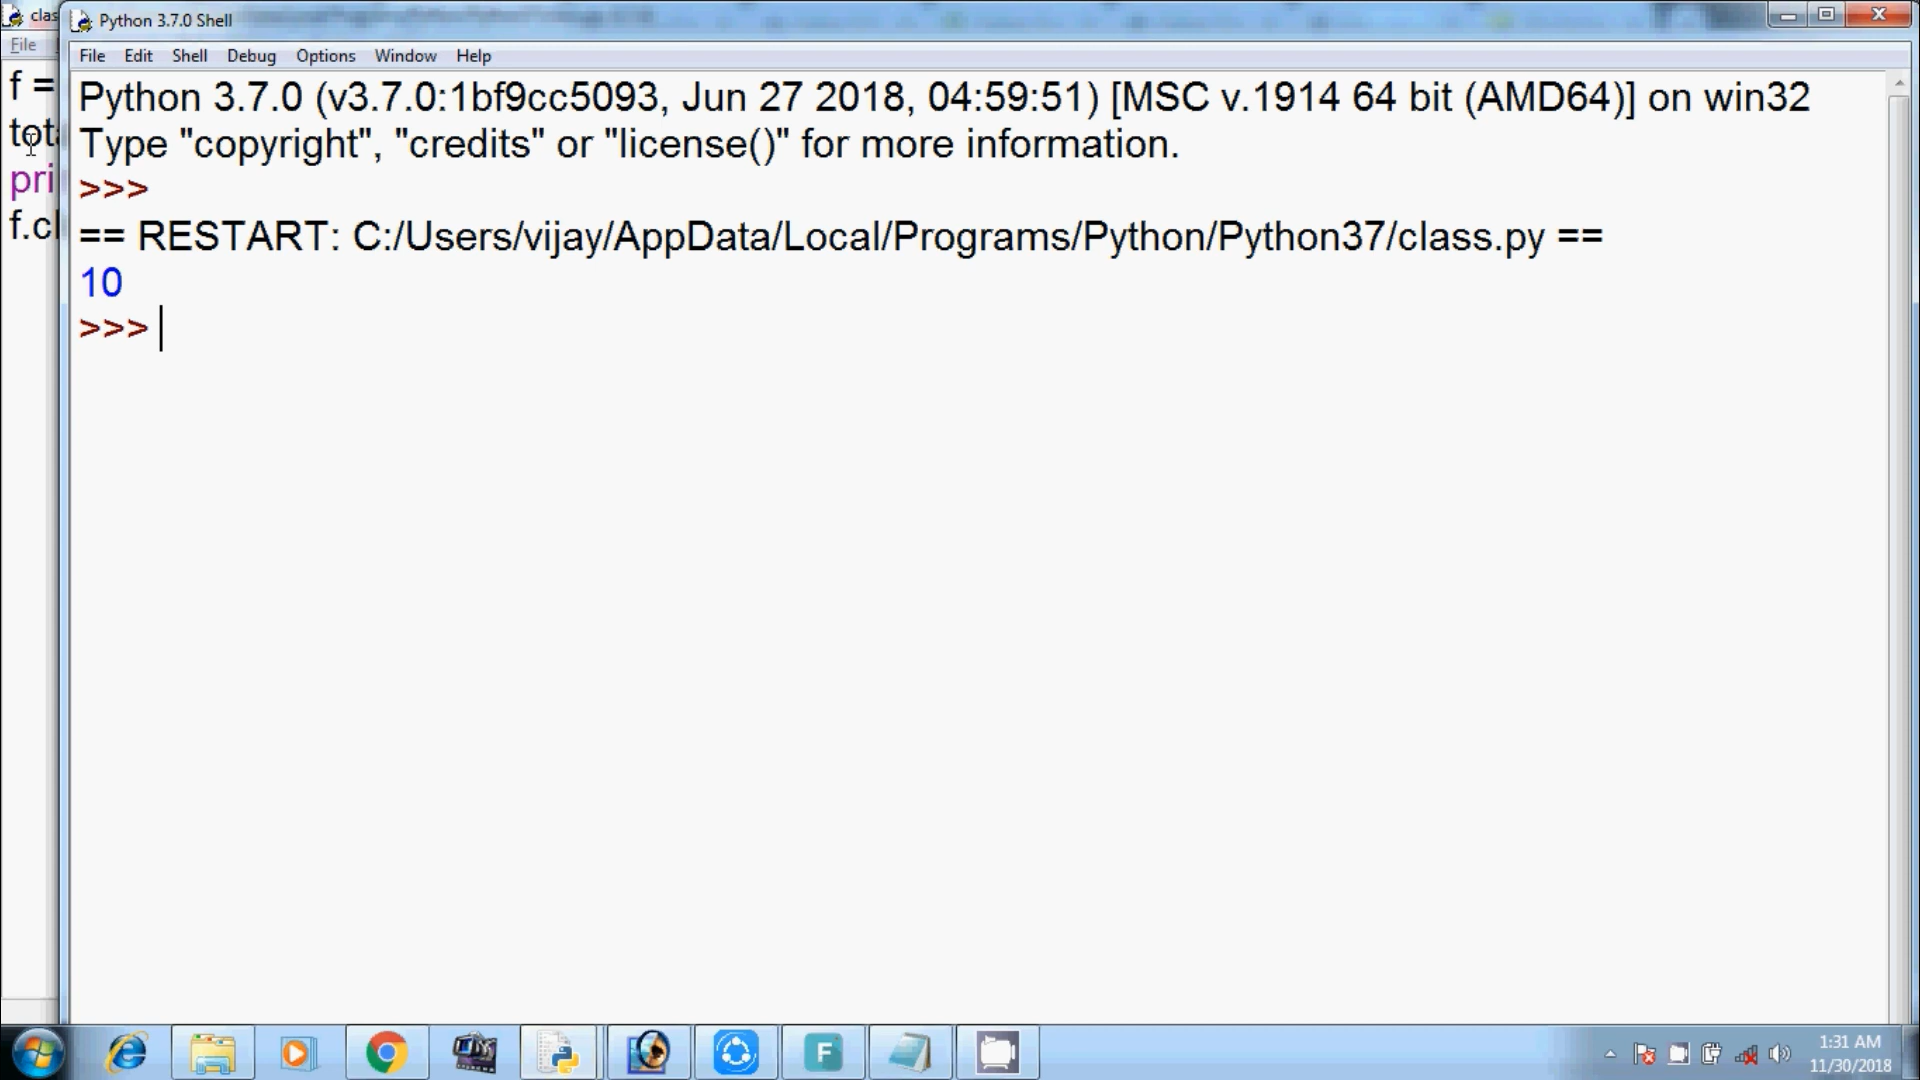 clas
Python 3.7.0 Shell
File
File Edit Shell Debug Options Window Help
f =
Python 3.7.0 (v3.7.0:1bf9cc5093, Jun 27 2018, 04:59:51) [MSC v.1914 64 bit (AMD64)] on win32
tota
Type "copyright", "credits" or "license()" for more information.
pri
>>>
f.cl
== RESTART: C:/Users/vijay/AppData/Local/Programs/Python/Python37/class.py ==
10
>>>
F
1:31 AM
11/30/2018